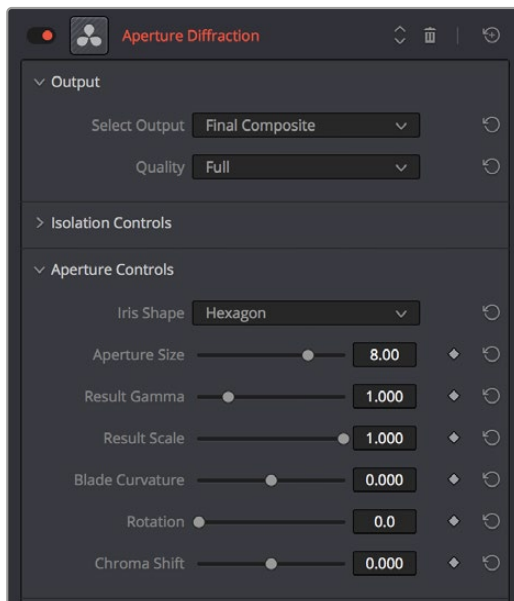 Aperture Diffraction
Output
Select Output Final Composite
Quality Full
Isolation Controls
Aperture Controls
Iris Shape Hexagon
Aperture Size 8.00
Result Gamma 1.000
Result Scale 1.000
Blade Curvature 0.000
Rotation 0.0
Chroma Shift 0.000